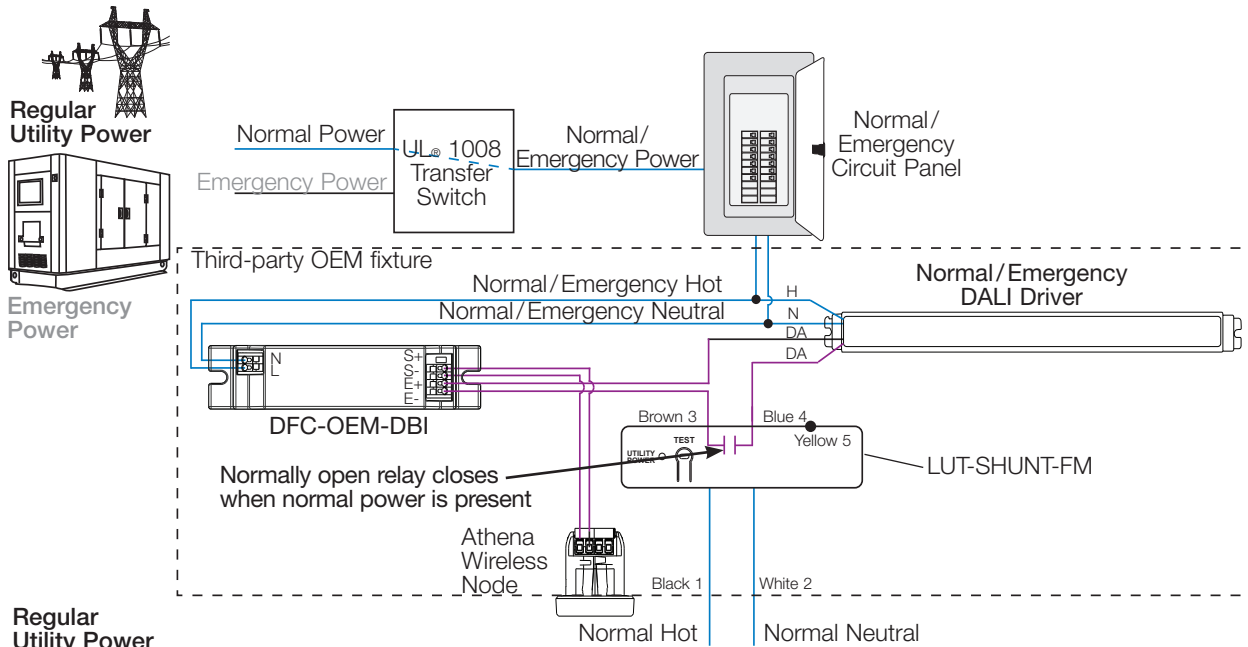 Regular
Utility Power
Normal Power
Emergency Power
UL® 1008
Transfer
Switch
Normal/
Emergency Power
Normal/
Emergency
Circuit Panel
Emergency
Power
Third-party OEM fixture
Normal/Emergency Hot
Normal/Emergency Neutral
H
N
DA
DA
Normal/Emergency
DALI Driver
N
L
S+
S-
E+
E-
DFC-OEM-DBI
Brown 3
Blue 4
Yellow 5
TEST
UTILITY
POWER
LUT-SHUNT-FM
Normally open relay closes
when normal power is present
Athena
Wireless
Node
Black 1
White 2
Normal Hot
Normal Neutral
Regular
Utility Power